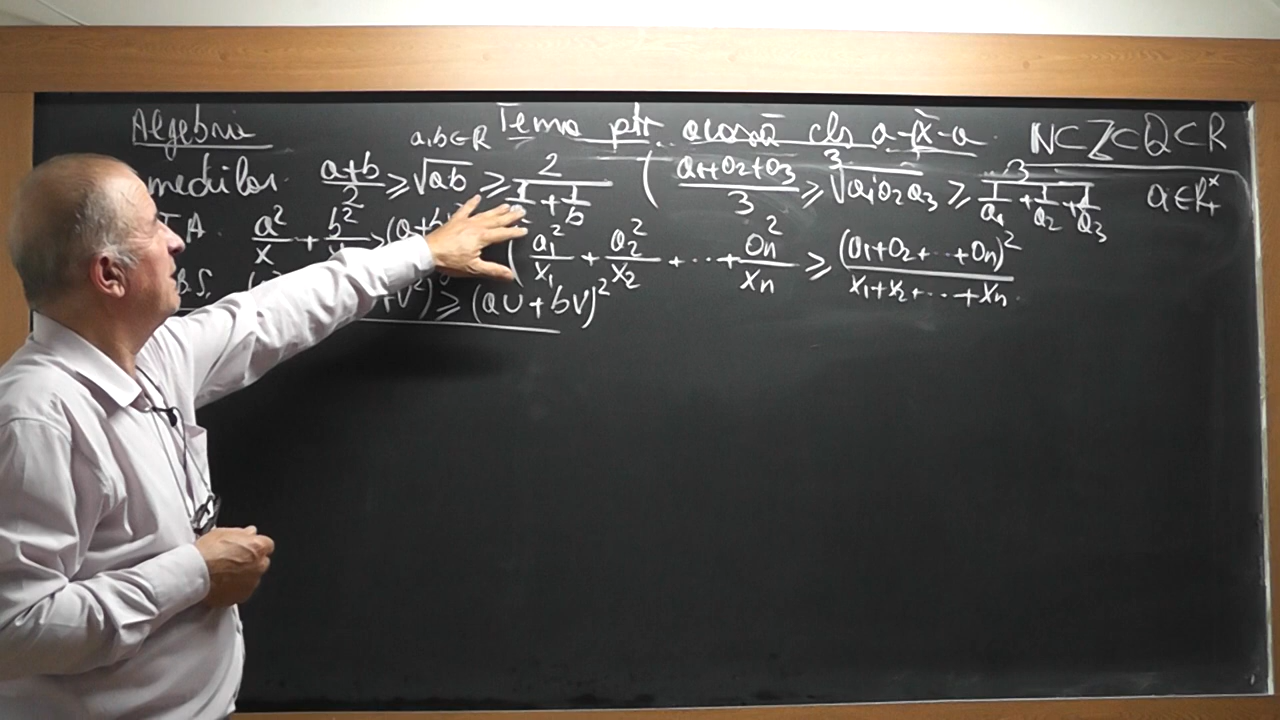 Algebra Tema ptr. acasă cls a-IX-a N⊂Z⊂Q⊂R
a,b∈R
mediilor (a+b)/2 ≥ √ab ≥ 2/(1/a + 1/b) ( (a₁+a₂+a₃)/3 ≥ ³√a₁a₂a₃ ≥ 3/(1/a₁ + 1/a₂ + 1/a₃) a∈R₊*
T.A. a²/x + b²/ ≥ (a+b) ( a₁²/x₁ + a₂²/x₂ + ... + aₙ²/xₙ ≥ (a₁+a₂+...+aₙ)²/(x₁+x₂+...+xₙ)
B.S. +v²) ≥ (au+bv)²